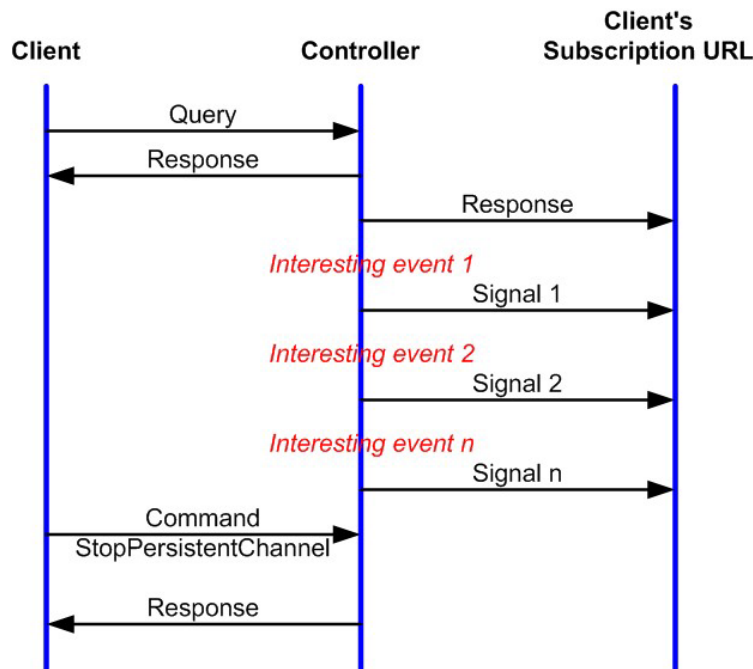 Client
Controller
Client's
Subscription URL
Query
Response
Response
Interesting event 1
Signal 1
Interesting event 2
Signal 2
Interesting event n
Signal n
Command
StopPersistentChannel
Response